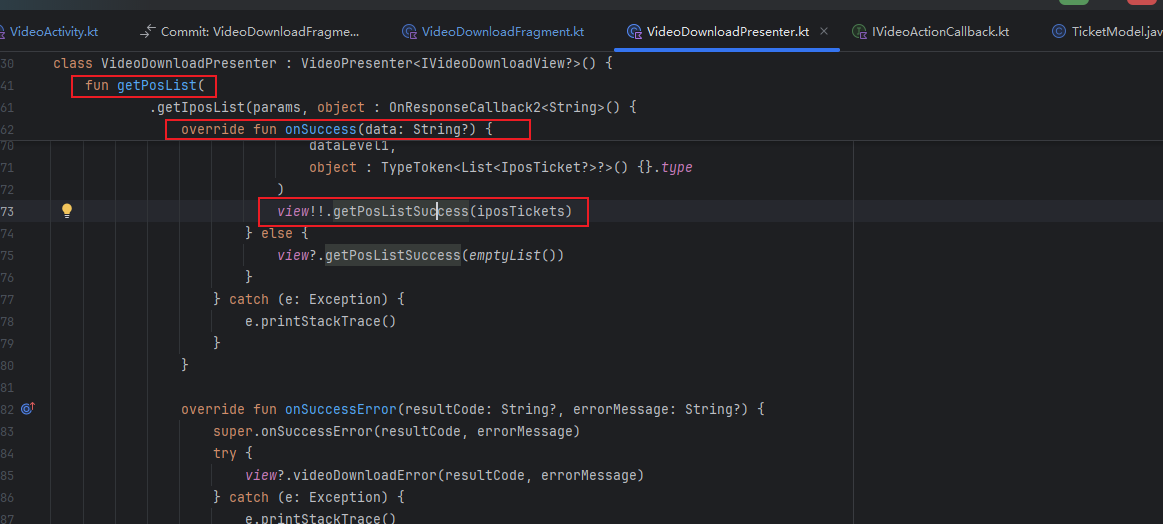 VideoActivity.kt Commit: VideoDownloadFragme... VideoDownloadFragment.kt VideoDownloadPresenter.kt IVideoActionCallback.kt TicketModel.jav
30 class VideoDownloadPresenter : VideoPresenter<IVideoDownloadView?>() {
41 fun getPosList(
61 .getIposList(params, object : OnResponseCallback2<String>() {
62 override fun onSuccess(data: String?) {
70 dataLevel1,
71 object : TypeToken<List<IposTicket?>?>() {}.type
72 )
73 view!!.getPosListSuccess(iposTickets)
74 } else {
75 view?.getPosListSuccess(emptyList())
76 }
77 } catch (e: Exception) {
78 e.printStackTrace()
79 }
80 }
81
82 override fun onSuccessError(resultCode: String?, errorMessage: String?) {
83 super.onSuccessError(resultCode, errorMessage)
84 try {
85 view?.videoDownloadError(resultCode, errorMessage)
86 } catch (e: Exception) {
87 e.printStackTrace()